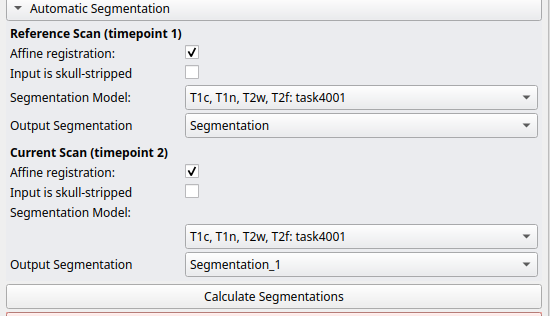 Automatic Segmentation
Reference Scan (timepoint 1)
Affine registration:
Input is skull-stripped
Segmentation Model: T1c, T1n, T2w, T2f: task4001
Output Segmentation Segmentation
Current Scan (timepoint 2)
Affine registration:
Input is skull-stripped
Segmentation Model:
T1c, T1n, T2w, T2f: task4001
Output Segmentation Segmentation_1
Calculate Segmentations